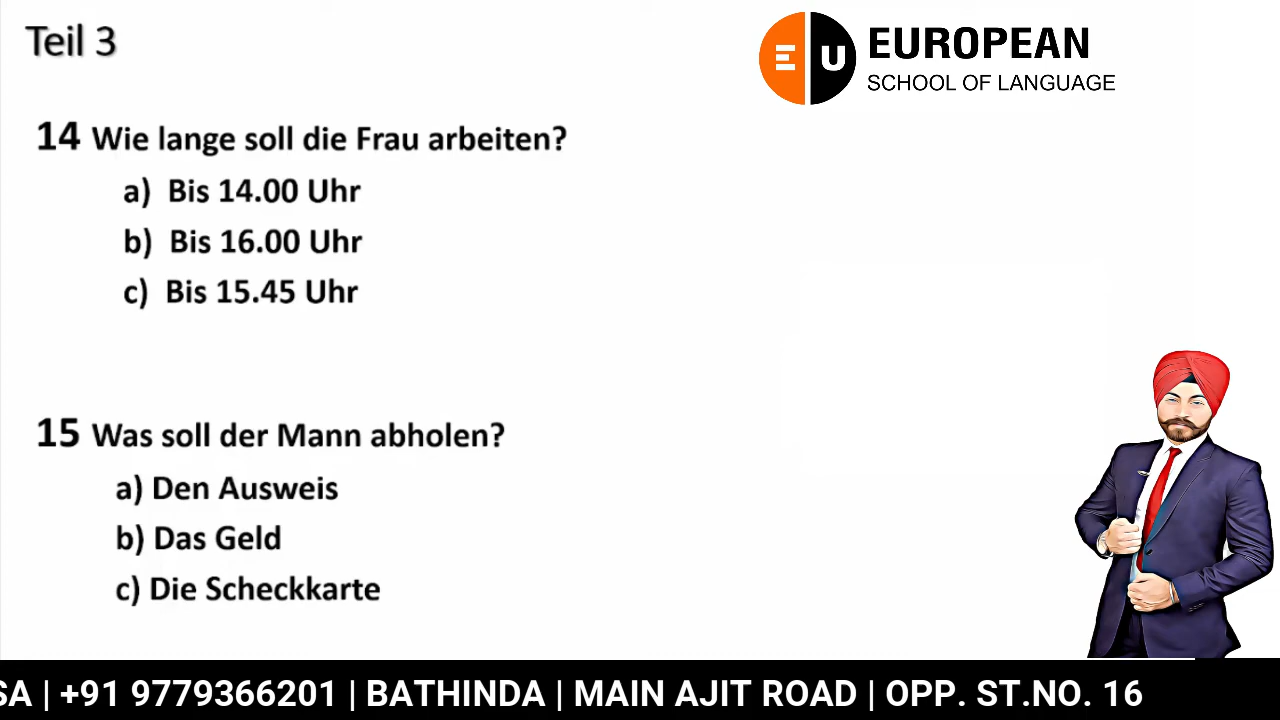 Teil 3
EU EUROPEAN
SCHOOL OF LANGUAGE
14 Wie lange soll die Frau arbeiten?
a) Bis 14.00 Uhr
b) Bis 16.00 Uhr
c) Bis 15.45 Uhr
15 Was soll der Mann abholen?
a) Den Ausweis
b) Das Geld
c) Die Scheckkarte
SA | +91 9779366201 | BATHINDA | MAIN AJIT ROAD | OPP. ST.NO. 16